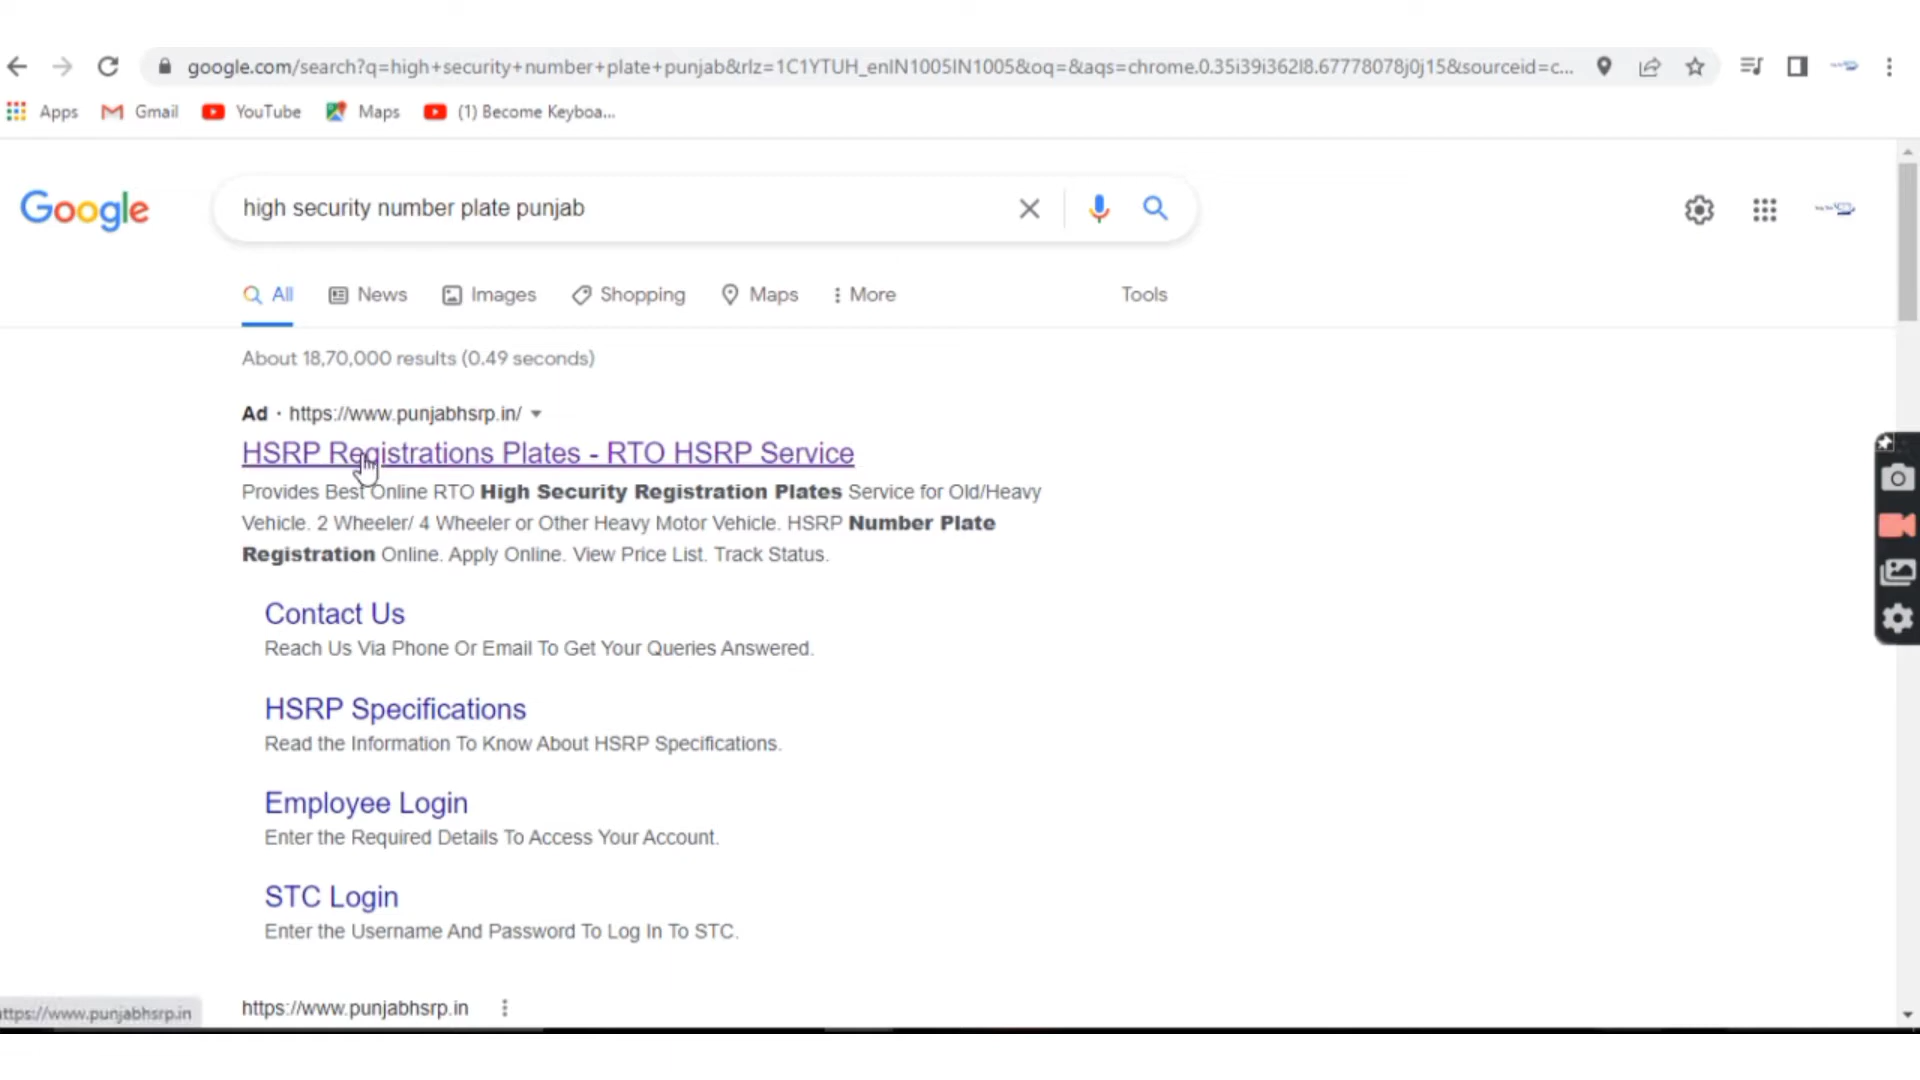 google.com/search?q=high+security+number+plate+punjab&rlz=1C1YTUH_enIN1005IN1005&oq=&aqs=chrome.0.35i39i362l8.67778078j0j15&sourceid=c...
Apps Gmail YouTube Maps (1) Become Keyboa...
Google
high security number plate punjab
All News Images Shopping Maps More Tools
About 18,70,000 results (0.49 seconds)
Ad · https://www.punjabhsrp.in/
HSRP Registrations Plates - RTO HSRP Service
Provides Best Online RTO High Security Registration Plates Service for Old/Heavy
Vehicle. 2 Wheeler/ 4 Wheeler or Other Heavy Motor Vehicle. HSRP Number Plate
Registration Online. Apply Online. View Price List. Track Status.
Contact Us
Reach Us Via Phone Or Email To Get Your Queries Answered.
HSRP Specifications
Read the Information To Know About HSRP Specifications.
Employee Login
Enter the Required Details To Access Your Account.
STC Login
Enter the Username And Password To Log In To STC.
https://www.punjabhsrp.in
ttps://www.punjabhsrp.in